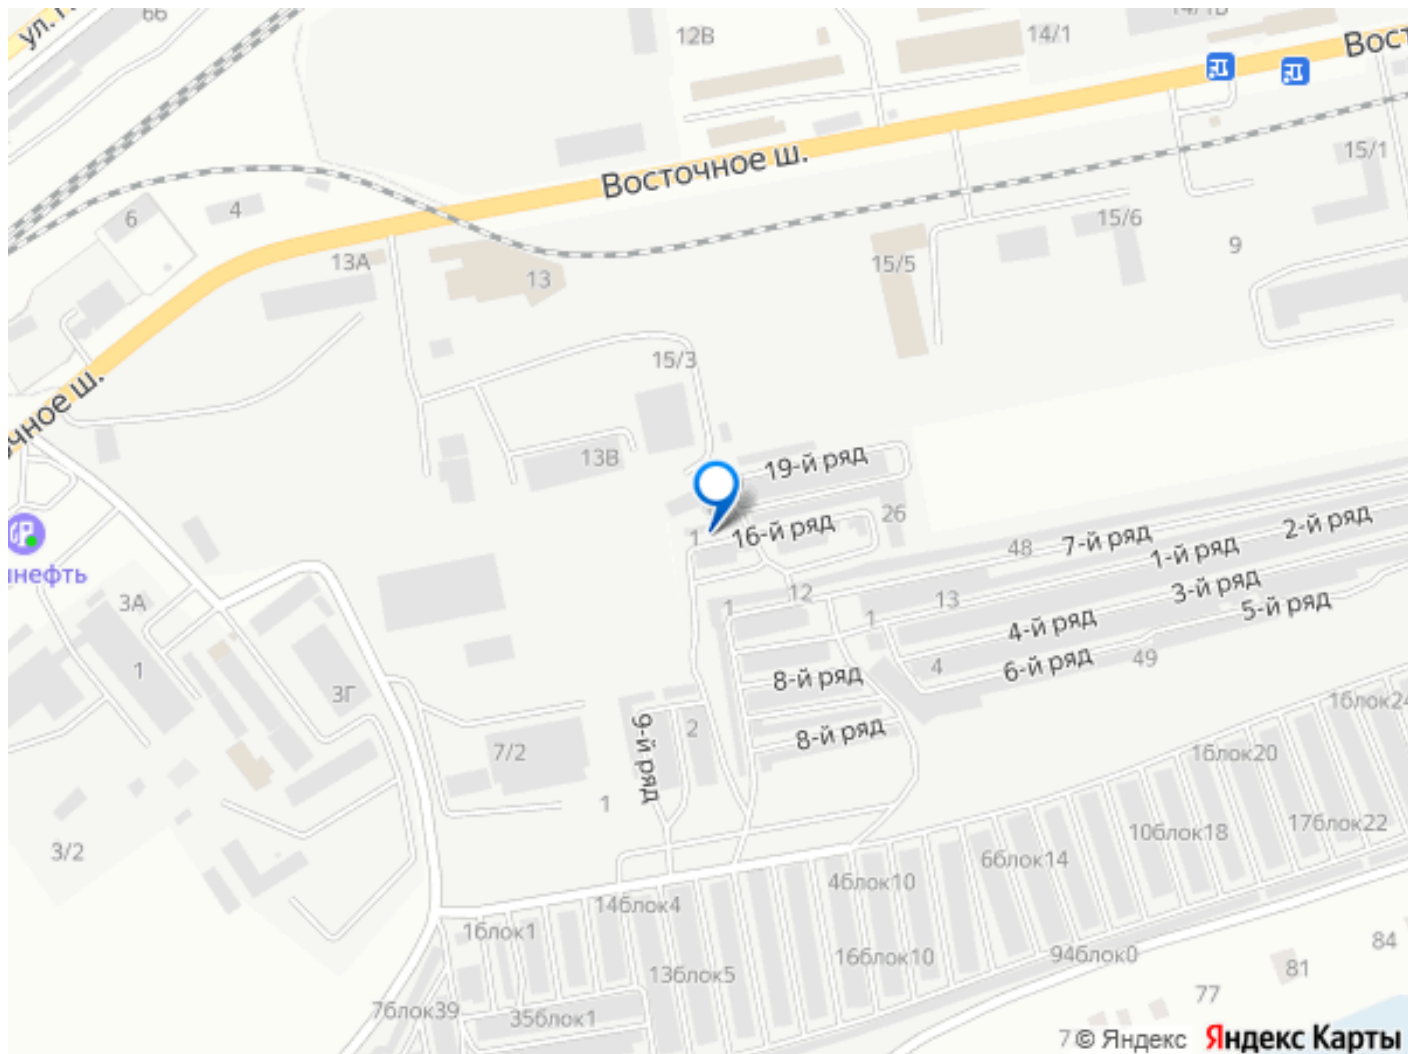 66
12В
14/1
Вост
Восточное ш.
15/1
6
4
15/6
9
13А
13
15/5
15/3
чное ш.
13В
19-й ряд
26
1
16-й ряд
48
7-й ряд
1-й ряд
2-й ряд
нефть
3А
1
12
1
13
3-й ряд
5-й ряд
4-й ряд
1
3Г
8-й ряд
4
6-й ряд
49
9-й ряд
2
8-й ряд
1блок24
7/2
1блок20
1
3/2
10блок18
17блок22
6блок14
4блок10
14блок4
1блок1
16блок10
94блок0
84
13блок5
81
77
7блок39
35блок1
7
© Яндекс
Яндекс Карты